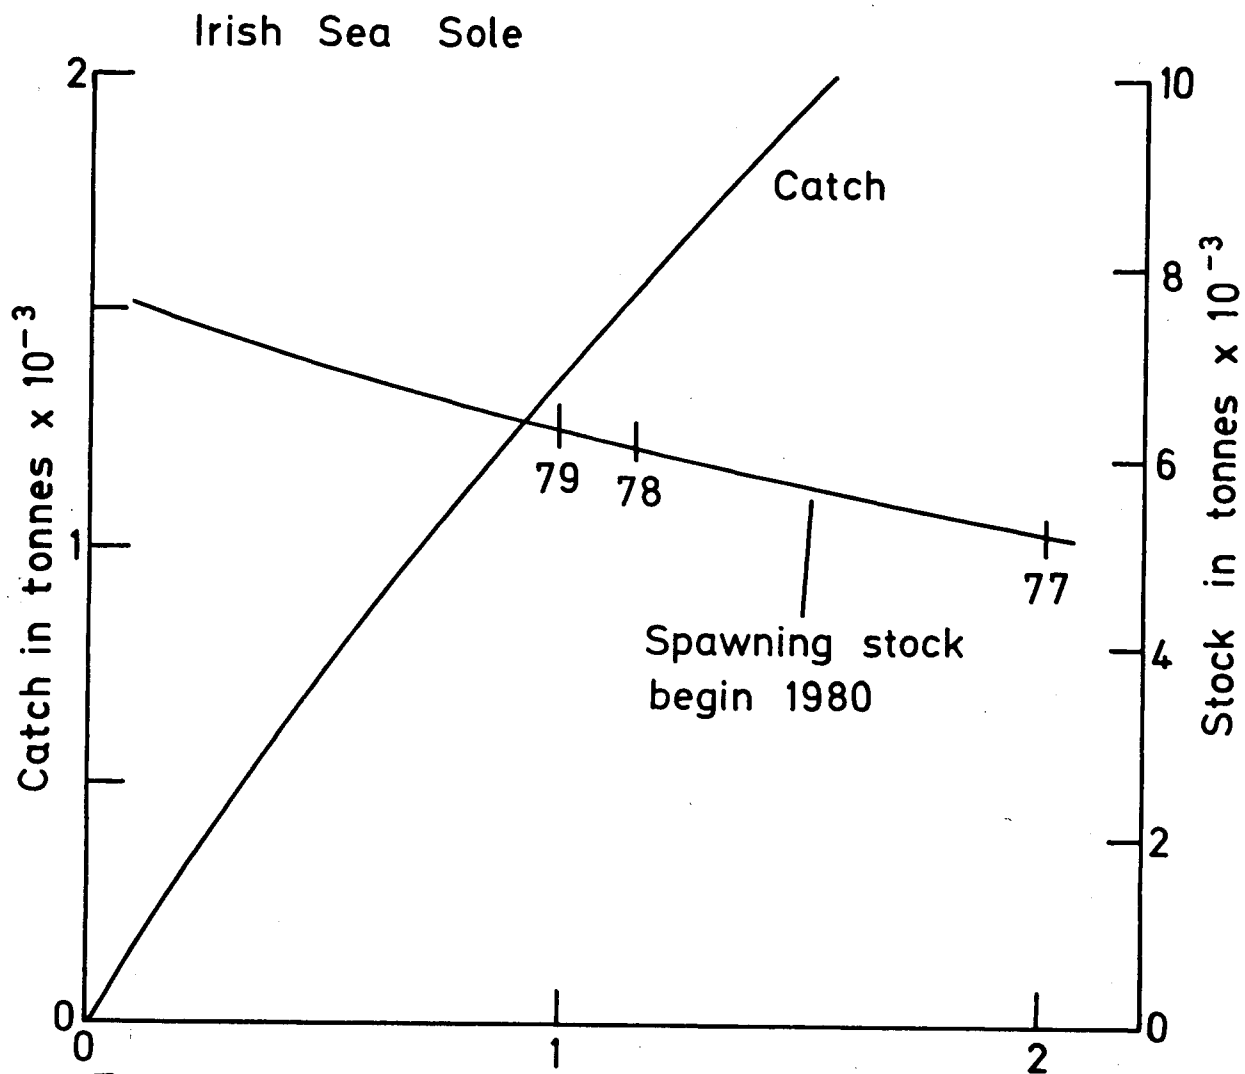 Irish Sea Sole
2
1
0
Catch in tonnes x 10⁻³
Catch
79
78
77
Spawning stock
begin 1980
10
8
6
4
2
0
Stock in tonnes x 10⁻³
0
1
2